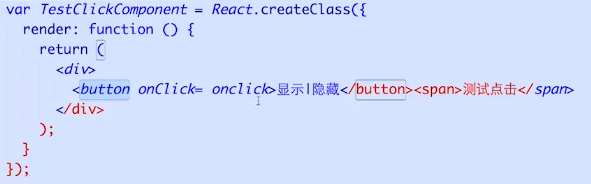 var TestClickComponent = React.createClass({
render: function () {
return (
<div>
<button onClick= onclick>显示|隐藏</button><span>测试点击</span>
</div>
);
}
});